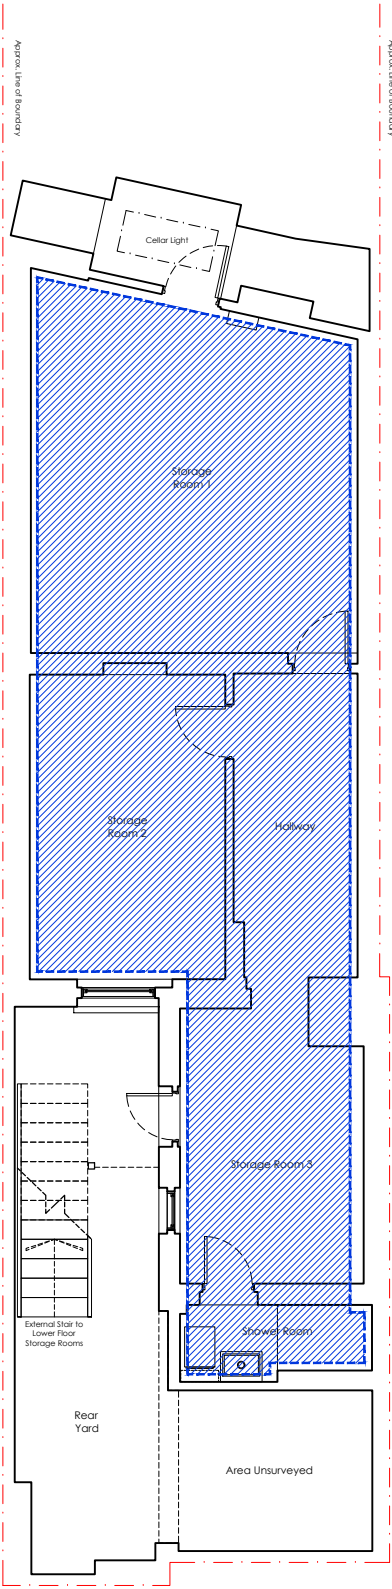 Approx. Line of Boundary
Approx. Line of Boundary
Cellar Light
Storage
Room 1
Storage
Room 2
Hallway
Storage Room 3
Shower Room
External Stair to
Lower Floor
Storage Rooms
Rear
Yard
Area Unsurveyed